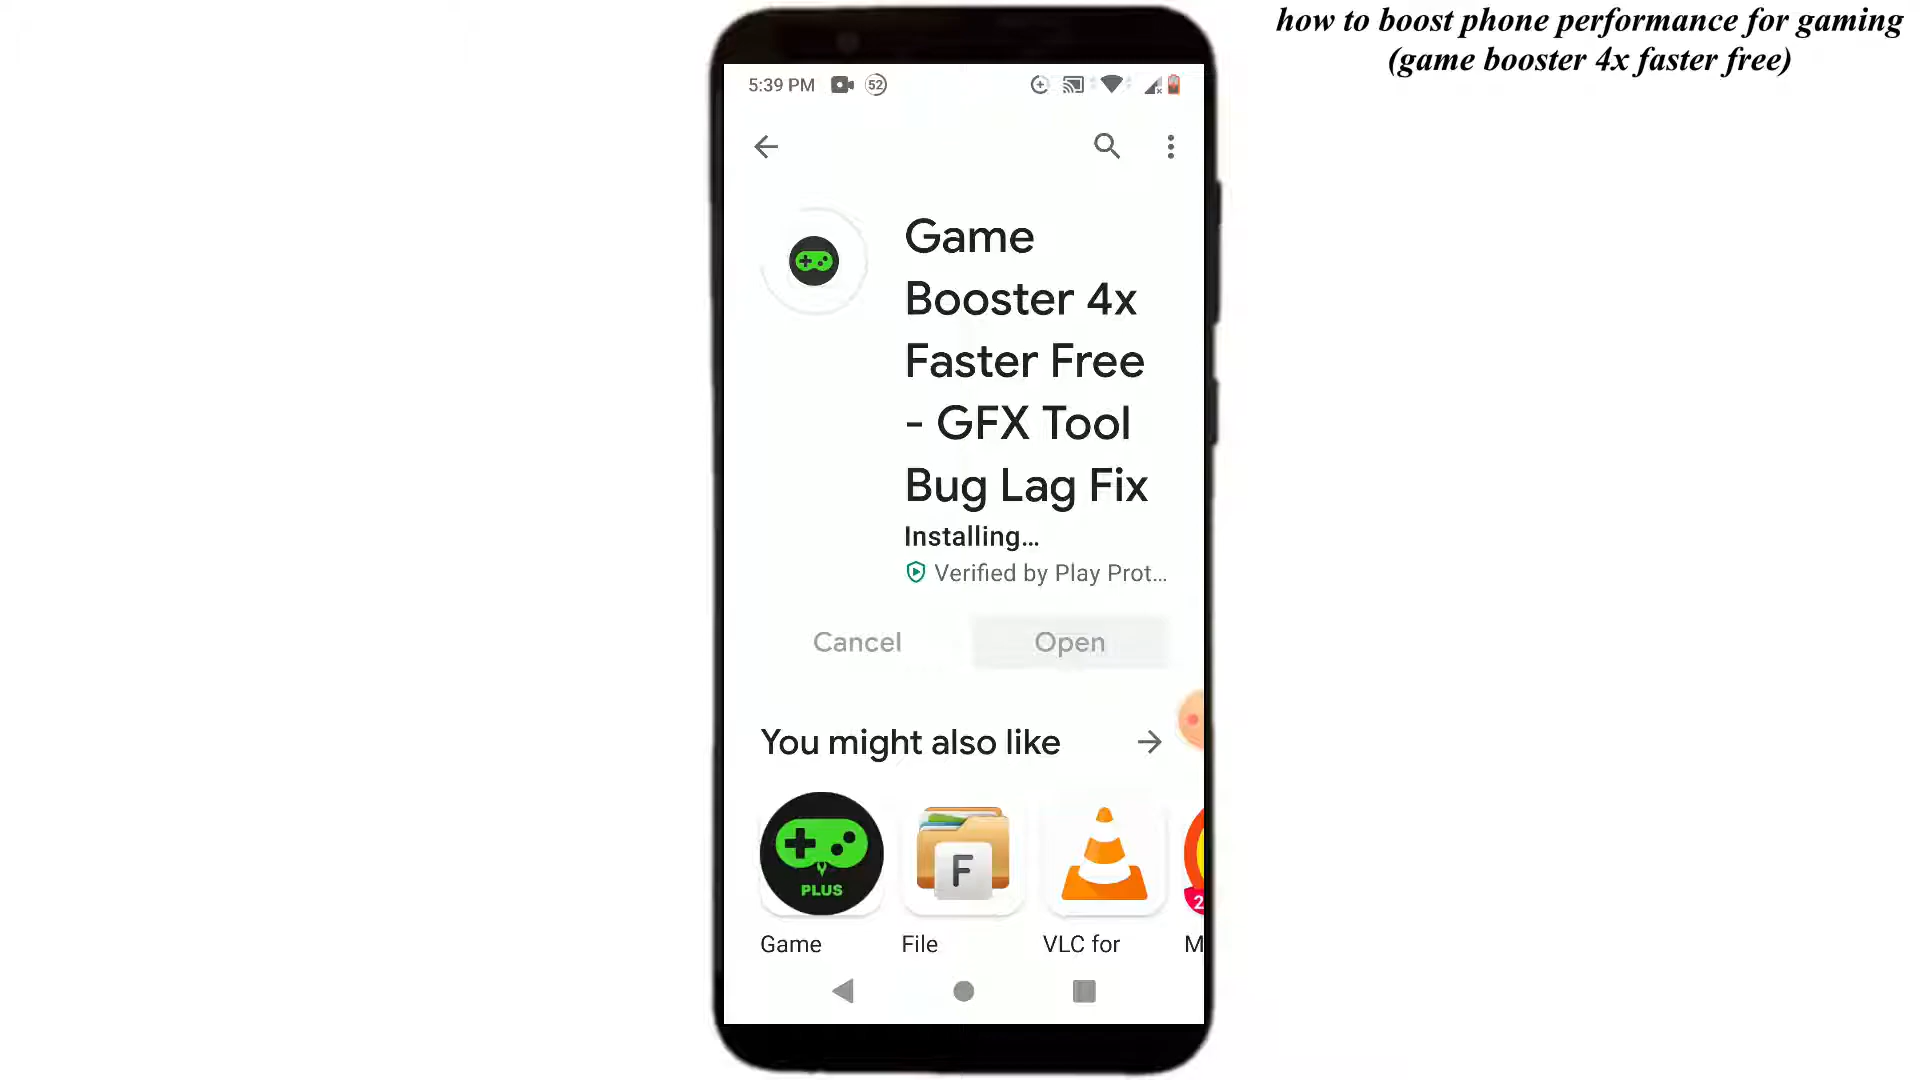 how to boost phone performance for gaming
(game booster 4x faster free)
5:39 PM
52
Game
Booster 4x
Faster Free
- GFX Tool
Bug Lag Fix
Installing...
Verified by Play Prot...
Cancel
Open
You might also like
PLUS
F
2
Game
File
VLC for
M